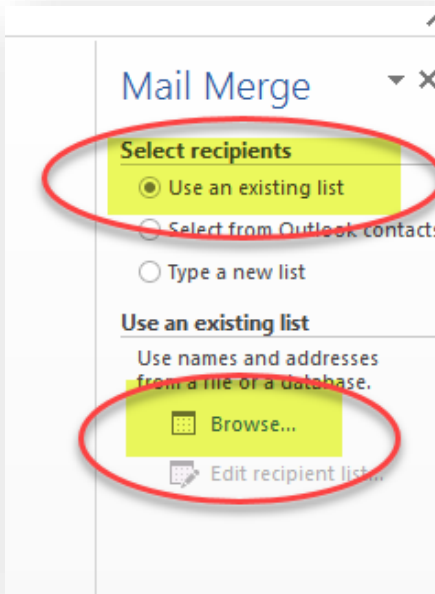 Mail Merge
Select recipients
Use an existing list
Select from Outlook contacts
Type a new list
Use an existing list
Use names and addresses
from a file or a database.
Browse...
Edit recipient list...